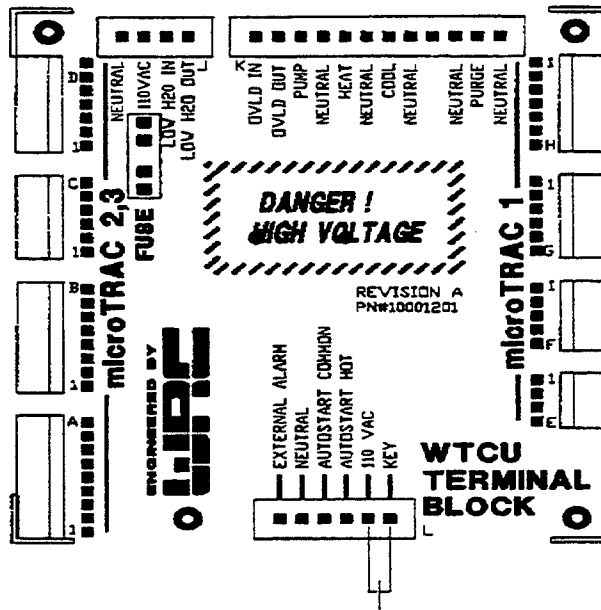 L
NEUTRAL
110VAC
LOW H2O IN
LOW H2O OUT
K
OVLD IN
OVLD OUT
PUMP
NEUTRAL
HEAT
NEUTRAL
COOL
NEUTRAL
NEUTRAL
PURGE
NEUTRAL
D
1
C
1
B
1
A
1
microTRAC 2,3
FUSE
DANGER !
HIGH VOLTAGE
REVISION A
PN#10001201
microTRAC 1
I
H
1
G
I
F
1
E
ENGINEERED BY
EXTERNAL ALARM
NEUTRAL
AUTOSTART COMMON
AUTOSTART HOT
110 VAC
KEY
L
WTCU
TERMINAL
BLOCK